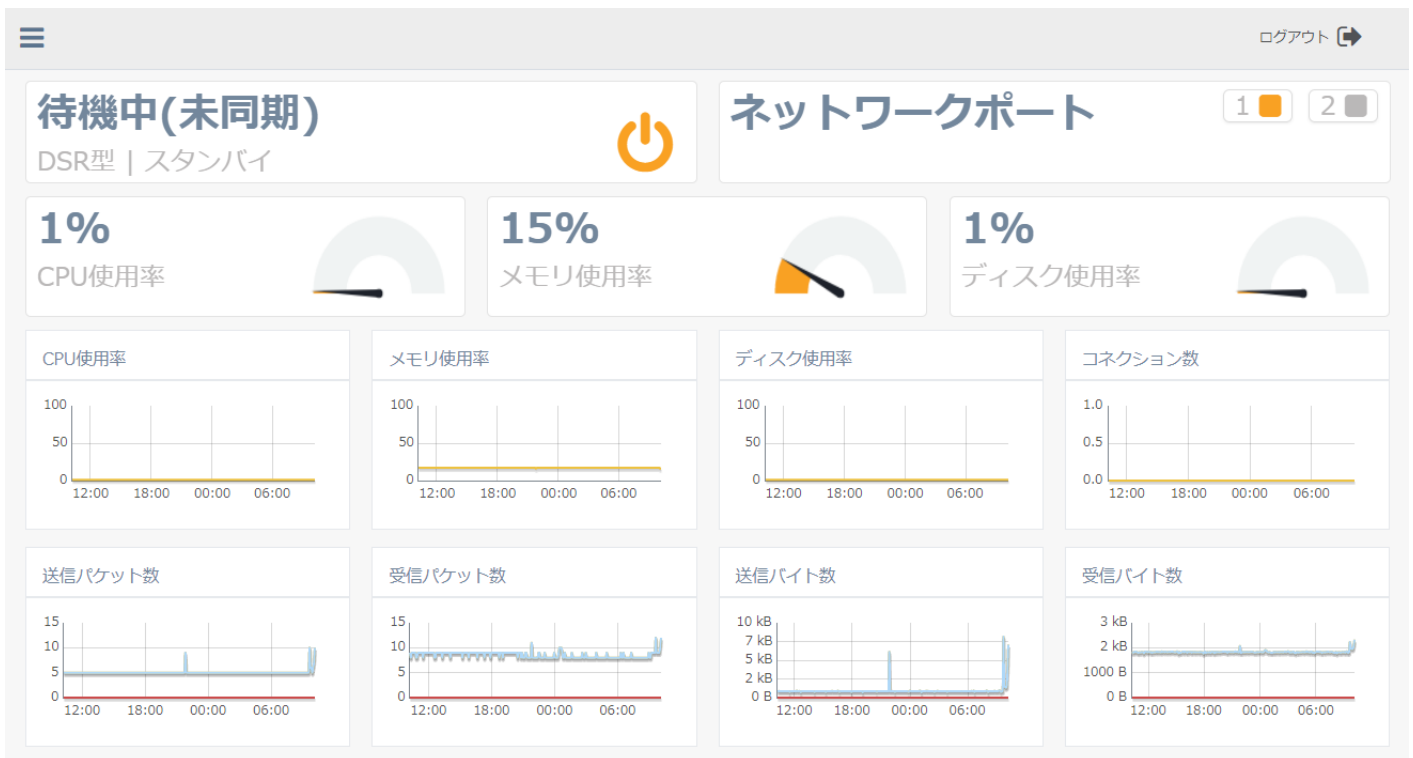 ログアウト
待機中(未同期)
DSR型 | スタンバイ
ネットワークポート
1
2
1%
CPU使用率
15%
メモリ使用率
1%
ディスク使用率
CPU使用率
100
50
0
12:00 18:00 00:00 06:00
メモリ使用率
100
50
0
12:00 18:00 00:00 06:00
ディスク使用率
100
50
0
12:00 18:00 00:00 06:00
コネクション数
1.0
0.5
0.0
12:00 18:00 00:00 06:00
送信パケット数
15
10
5
0
12:00 18:00 00:00 06:00
受信パケット数
15
10
5
0
12:00 18:00 00:00 06:00
送信バイト数
10 kB
7 kB
5 kB
2 kB
0 B
12:00 18:00 00:00 06:00
受信バイト数
3 kB
2 kB
1000 B
0 B
12:00 18:00 00:00 06:00